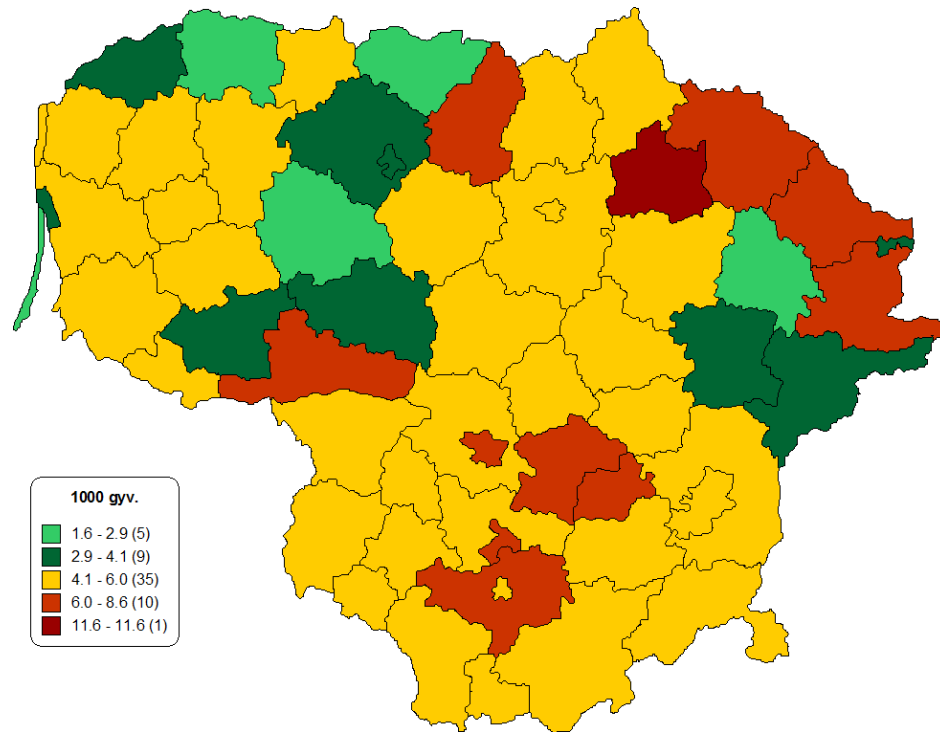 1000 gyv.
1.6 - 2.9 (5)
2.9 - 4.1 (9)
4.1 - 6.0 (35)
6.0 - 8.6 (10)
11.6 - 11.6 (1)